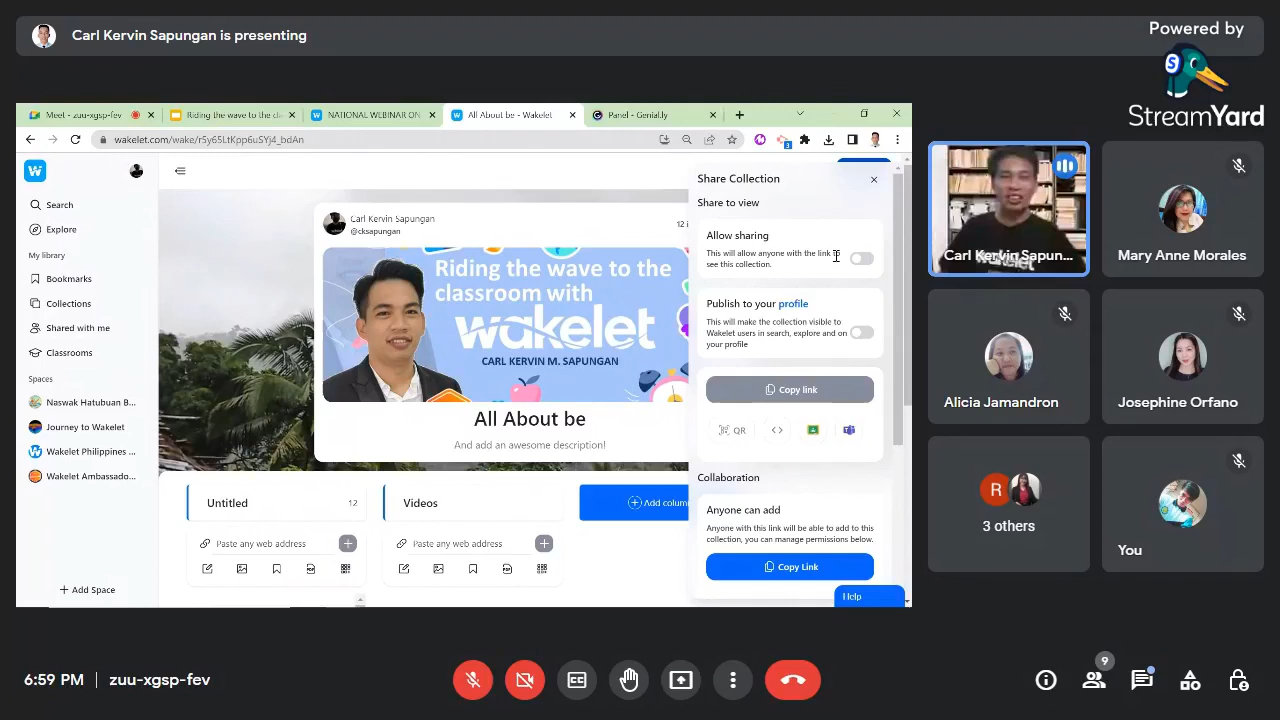 Carl Kervin Sapungan is presenting
Powered by
StreamYard
Meet - zuu-xgsp-fev
Riding the wave to the cla
NATIONAL WEBINAR ON
All About be - Wakelet
Panel - Genial.ly
wakelet.com/wake/r5y65LtKpp6uSYj4_bdAn
Search
Explore
My library
Bookmarks
Collections
Shared with me
Classrooms
Spaces
Naswak Hatubuan B...
Journey to Wakelet
Wakelet Philippines ...
Wakelet Ambassado...
Add Space
Carl Kervin Sapungan
@cksapungan
12 i
Riding the wave to the
classroom with
wakelet
CARL KERVIN M. SAPUNGAN
All About be
And add an awesome description!
Untitled
12
Paste any web address
Videos
Paste any web address
Add colum
Share Collection
Share to view
Allow sharing
This will allow anyone with the link to
see this collection.
Publish to your profile
This will make the collection visible to
Wakelet users in search, explore and on
your profile
Copy link
QR
Collaboration
Anyone can add
Anyone with this link will be able to add to this
collection, you can manage permissions below.
Copy Link
Help
Carl Kervin Sapun...
Mary Anne Morales
Alicia Jamandron
Josephine Orfano
R
3 others
You
6:59 PM | zuu-xgsp-fev
9